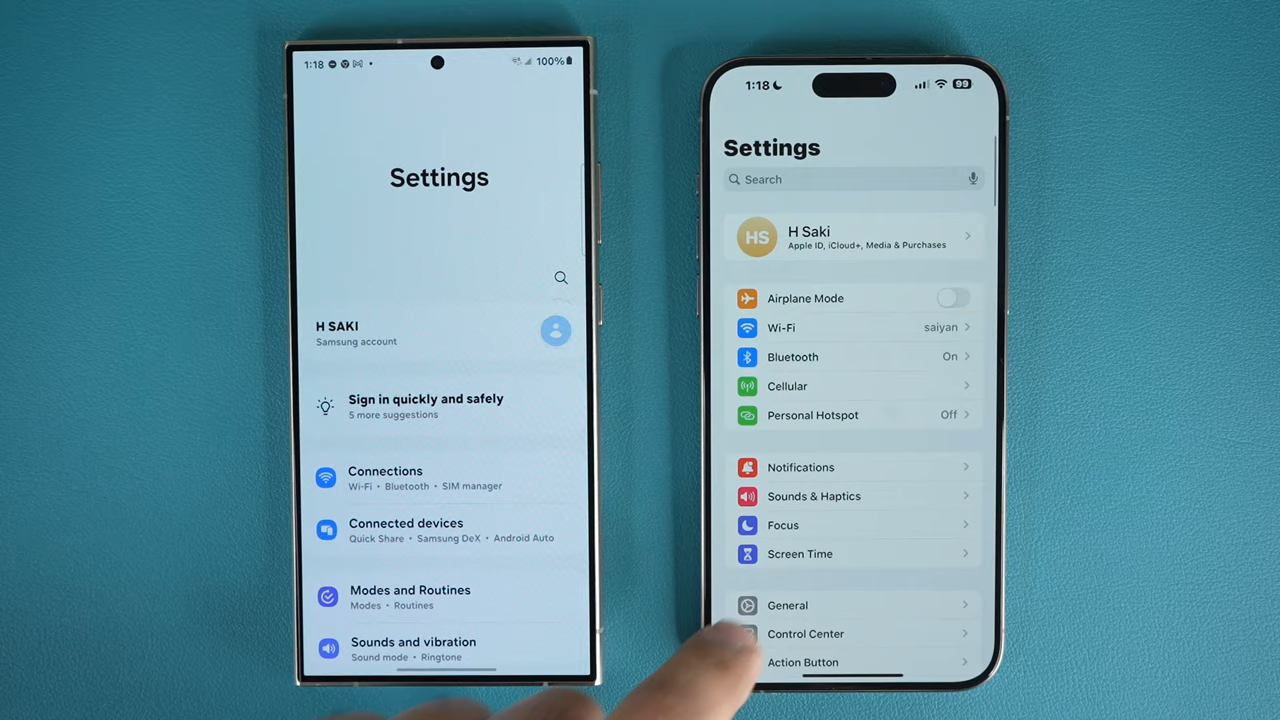 1:18
100%
Settings
H SAKI
Samsung account
Sign in quickly and safely
5 more suggestions
Connections
Wi-Fi • Bluetooth • SIM manager
Connected devices
Quick Share • Samsung DeX • Android Auto
Modes and Routines
Modes • Routines
Sounds and vibration
Sound mode • Ringtone
1:18
99
Settings
Search
HS
H Saki
Apple ID, iCloud+, Media & Purchases
Airplane Mode
Wi-Fi saiyan
Bluetooth On
Cellular
Personal Hotspot Off
Notifications
Sounds & Haptics
Focus
Screen Time
General
Control Center
Action Button